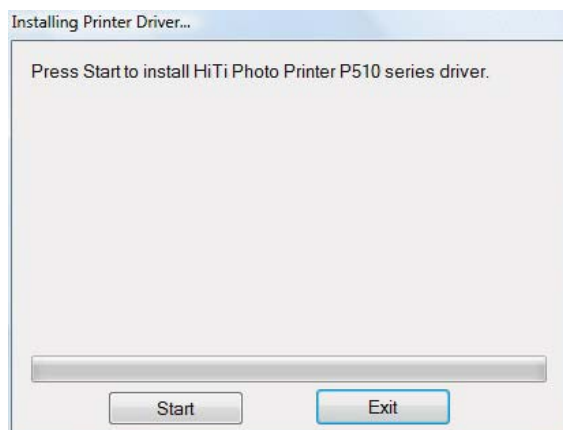 Installing Printer Driver...
Press Start to install HiTi Photo Printer P510 series driver.
Start Exit